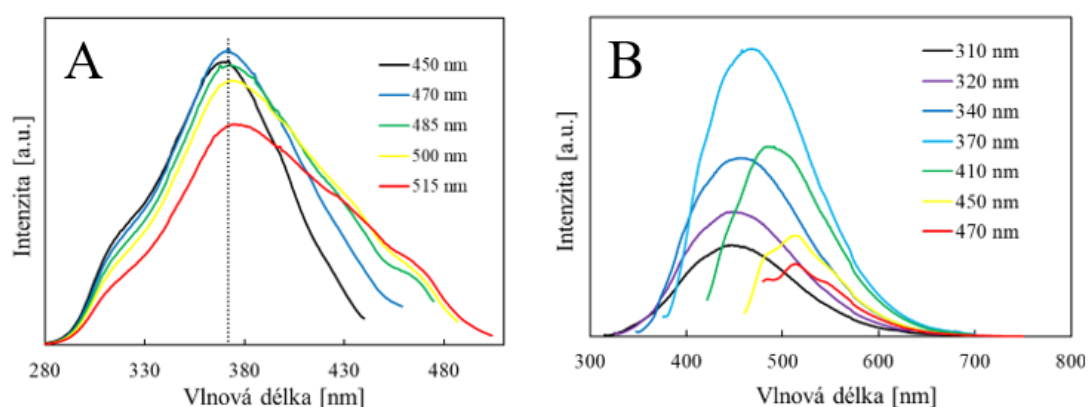 A
Intenzita [a.u.]
450 nm
470 nm
485 nm
500 nm
515 nm
280 330 380 430 480
Vlnová délka [nm]
B
Intenzita [a.u.]
310 nm
320 nm
340 nm
370 nm
410 nm
450 nm
470 nm
300 400 500 600 700 800
Vlnová délka [nm]